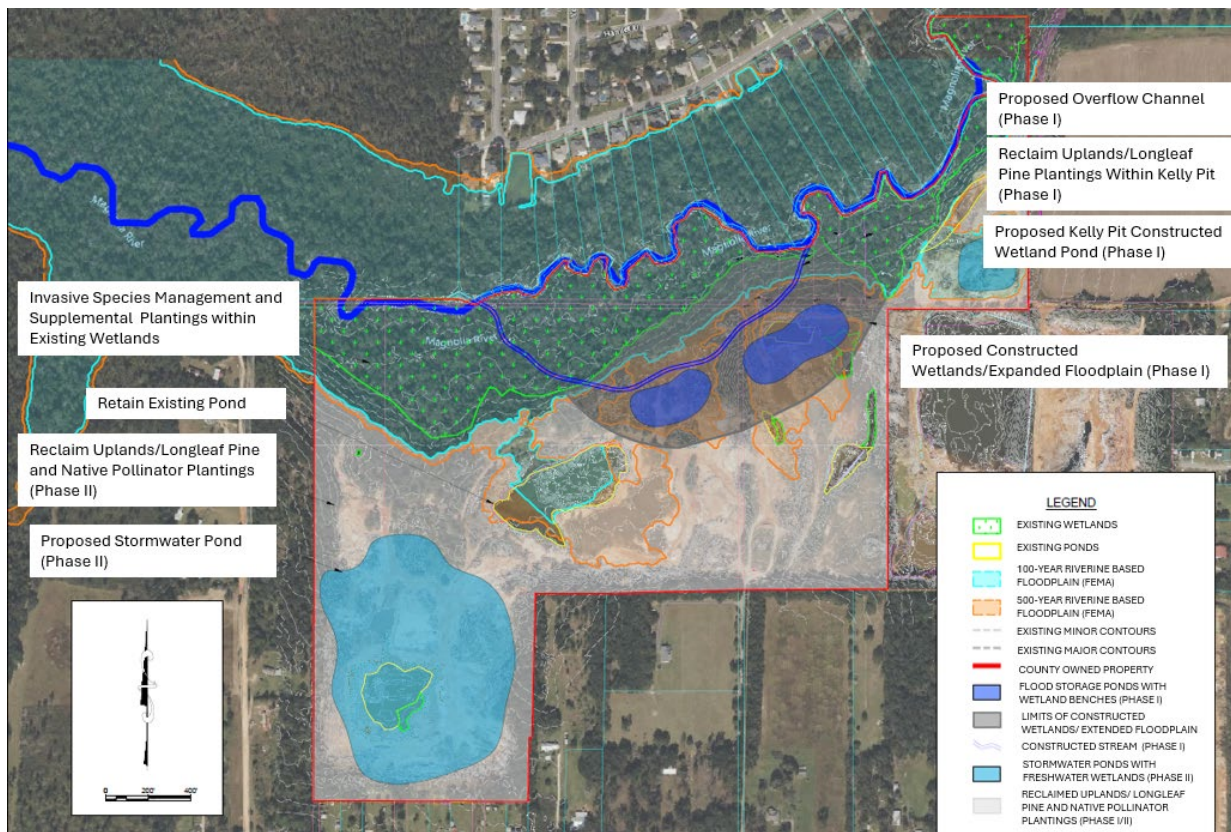 Hamlet Dr
Magnolia River
Proposed Overflow Channel
(Phase I)
Reclaim Uplands/Longleaf
Pine Plantings Within Kelly Pit
(Phase I)
Proposed Kelly Pit Constructed
Wetland Pond (Phase I)
River
Magnolia River
Invasive Species Management and
Supplemental Plantings within
Existing Wetlands
Magnolia River
Proposed Constructed
Wetlands/Expanded Floodplain (Phase I)
Retain Existing Pond
Reclaim Uplands/Longleaf Pine
and Native Pollinator Plantings
(Phase II)
Proposed Stormwater Pond
(Phase II)
LEGEND
EXISTING WETLANDS
EXISTING PONDS
100-YEAR RIVERINE BASED
FLOODPLAIN (FEMA)
500-YEAR RIVERINE BASED
FLOODPLAIN (FEMA)
EXISTING MINOR CONTOURS
EXISTING MAJOR CONTOURS
COUNTY OWNED PROPERTY
FLOOD STORAGE PONDS WITH
WETLAND BENCHES (PHASE I)
LIMITS OF CONSTRUCTED
WETLANDS/ EXTENDED FLOODPLAIN
CONSTRUCTED STREAM (PHASE I)
STORMWATER PONDS WITH
FRESHWATER WETLANDS (PHASE II)
RECLAIMED UPLANDS/ LONGLEAF
PINE AND NATIVE POLLINATOR
PLANTINGS (PHASE I/II)
0 200' 400'